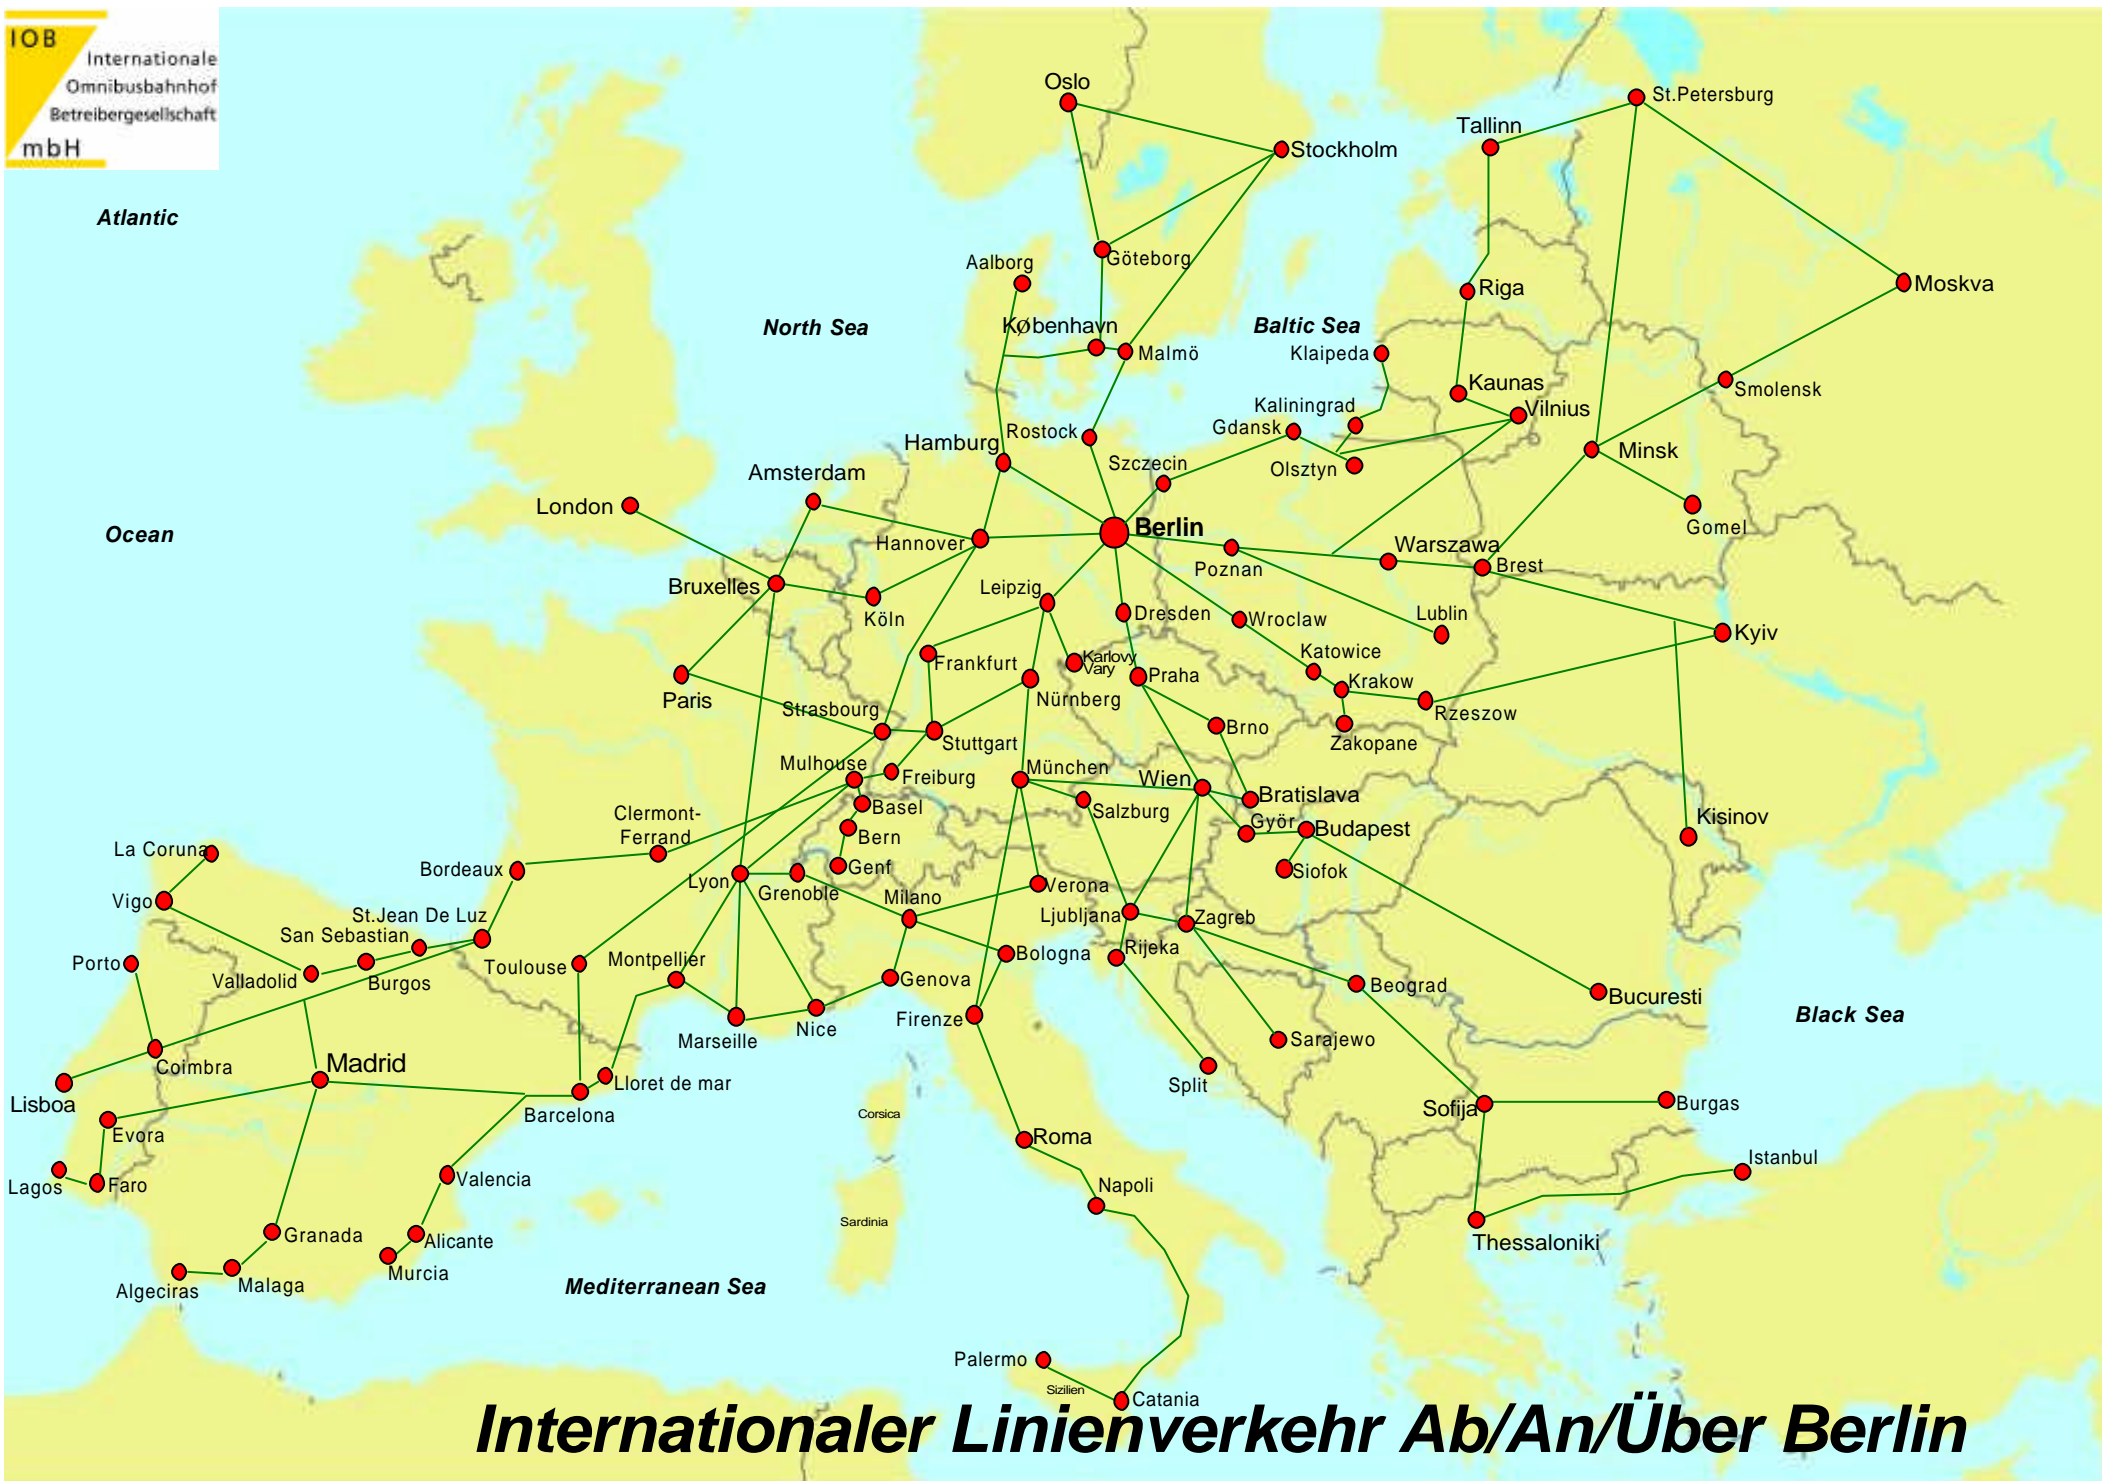 IOB
Internationale
Omnibusbahnhof
Betreibergesellschaft
mbH
Oslo
St.Petersburg
Tallinn
Stockholm
Atlantic
Göteborg
Aalborg
Riga
Moskva
North Sea
København
Baltic Sea
Malmö
Klaipeda
Kaunas
Smolensk
Kaliningrad
Vilnius
Gdansk
Rostock
Hamburg
Minsk
Szczecin
Olsztyn
Amsterdam
London
Gomel
Ocean
Berlin
Hannover
Warszawa
Poznan
Brest
Bruxelles
Leipzig
Köln
Dresden
Wroclaw
Lublin
Kyiv
Katowice
Frankfurt
Karlovy
Vary
Praha
Krakow
Paris
Nürnberg
Strasbourg
Rzeszow
Brno
Stuttgart
Zakopane
Mulhouse
Freiburg
München
Wien
Bratislava
Basel
Salzburg
Clermont-
Ferrand
Kisinov
Györ
Budapest
Bern
La Coruna
Bordeaux
Genf
Siofok
Lyon
Grenoble
Verona
Milano
Vigo
St.Jean De Luz
Ljubljana
Zagreb
San Sebastian
Rijeka
Bologna
Porto
Toulouse
Montpellier
Valladolid
Burgos
Genova
Beograd
Bucuresti
Black Sea
Firenze
Nice
Marseille
Sarajewo
Coimbra
Madrid
Lloret de mar
Split
Lisboa
Barcelona
Corsica
Sofija
Burgas
Evora
Roma
Istanbul
Valencia
Lagos
Faro
Napoli
Sardinia
Granada
Alicante
Thessaloniki
Murcia
Malaga
Algeciras
Mediterranean Sea
Palermo
Sizilien
Catania
Internationaler Linienverkehr Ab/An/Über Berlin